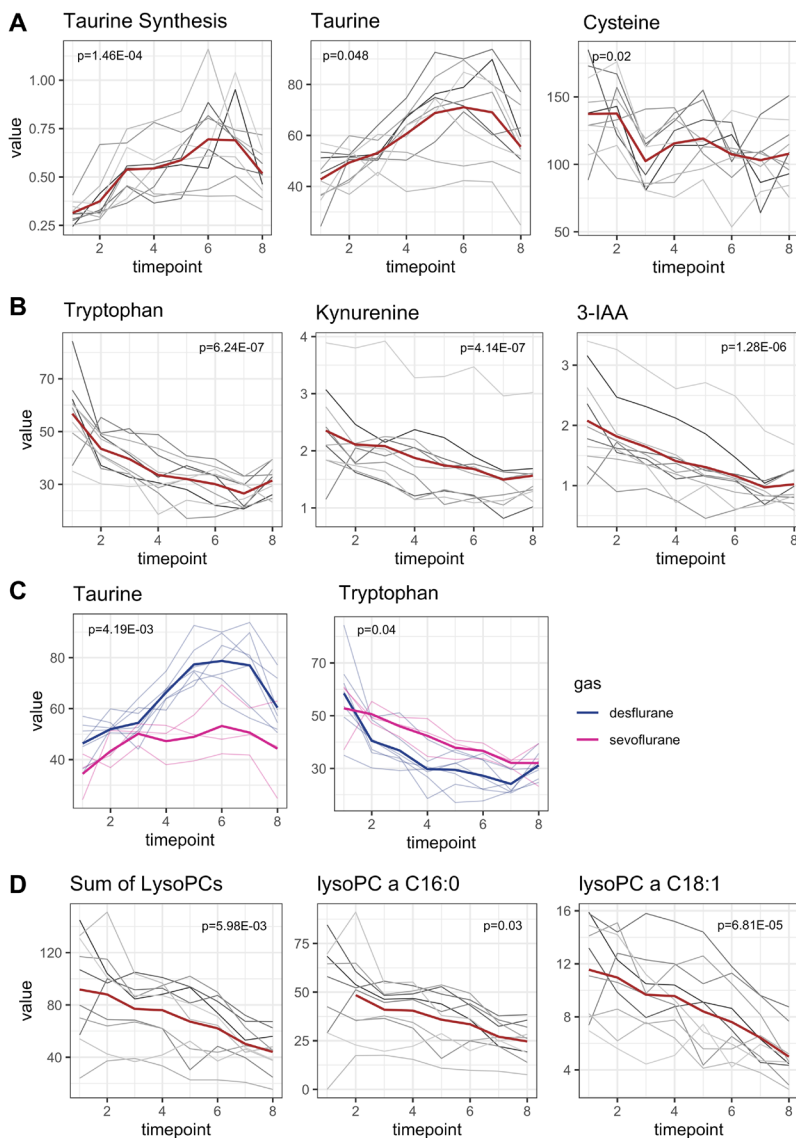 A
Taurine Synthesis
Taurine
Cysteine
p=1.46E-04
p=0.048
p=0.02
value
1.00
0.75
0.50
0.25
80
60
40
150
100
50
2 4 6 8
2 4 6 8
2 4 6 8
timepoint
timepoint
timepoint
B
Tryptophan
Kynurenine
3-IAA
p=6.24E-07
p=4.14E-07
p=1.28E-06
value
70
50
30
4
3
2
1
3
2
1
2 4 6 8
2 4 6 8
2 4 6 8
timepoint
timepoint
timepoint
C
Taurine
Tryptophan
p=4.19E-03
p=0.04
value
80
60
40
70
50
30
2 4 6 8
2 4 6 8
timepoint
timepoint
gas
desflurane
sevoflurane
D
Sum of LysoPCs
lysoPC a C16:0
lysoPC a C18:1
p=5.98E-03
p=0.03
p=6.81E-05
value
120
80
40
75
50
25
0
16
12
8
4
2 4 6 8
2 4 6 8
2 4 6 8
timepoint
timepoint
timepoint